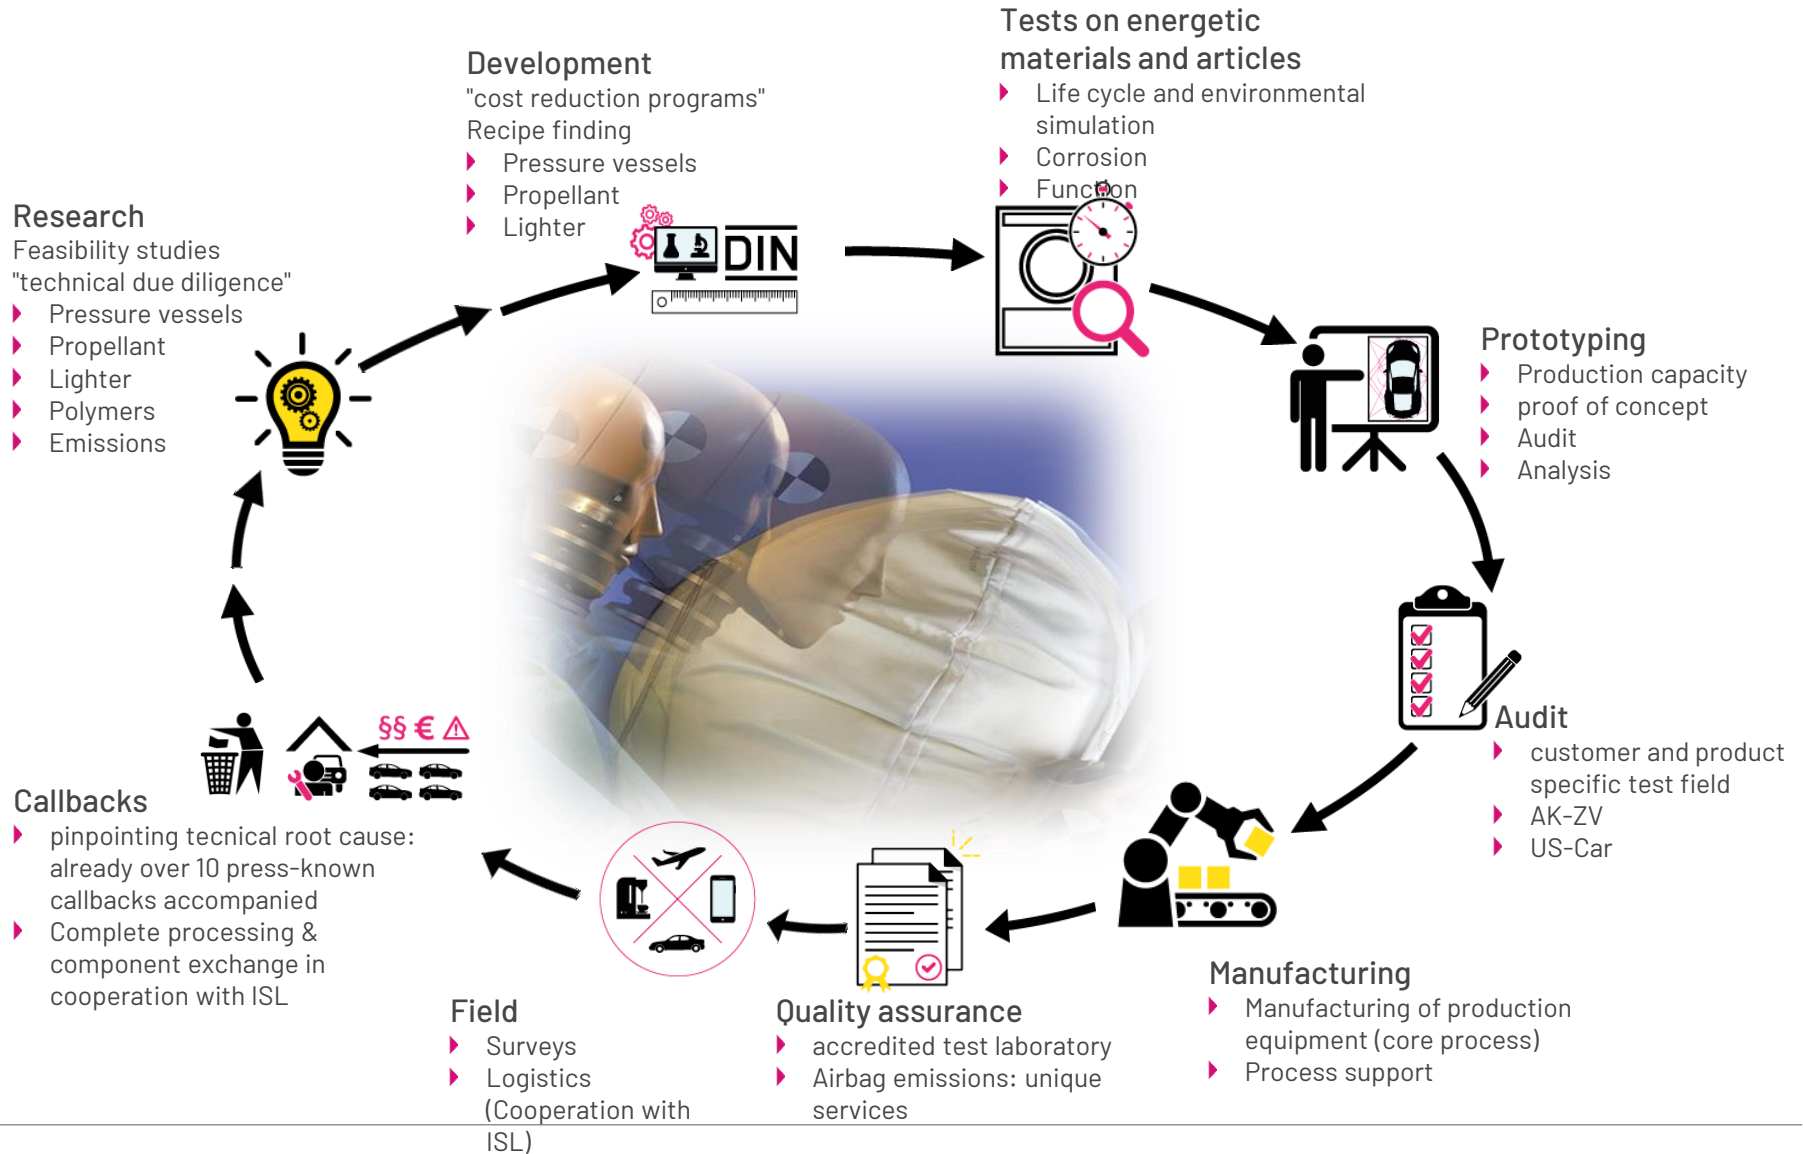 Research
Feasibility studies
"technical due diligence"
Pressure vessels
Propellant
Lighter
Polymers
Emissions
Development
"cost reduction programs"
Recipe finding
Pressure vessels
Propellant
Lighter
DIN
Tests on energetic
materials and articles
Life cycle and environmental
simulation
Corrosion
Function
Prototyping
Production capacity
proof of concept
Audit
Analysis
Audit
customer and product
specific test field
AK-ZV
US-Car
Manufacturing
Manufacturing of production
equipment (core process)
Process support
Quality assurance
accredited test laboratory
Airbag emissions: unique
services
Field
Surveys
Logistics
(Cooperation with
ISL)
§§ €
Callbacks
pinpointing tecnical root cause:
already over 10 press-known
callbacks accompanied
Complete processing &
component exchange in
cooperation with ISL